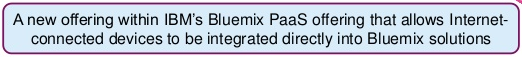 A new offering within IBM's Bluemix PaaS offering that allows Internet-
connected devices to be integrated directly into Bluemix solutions